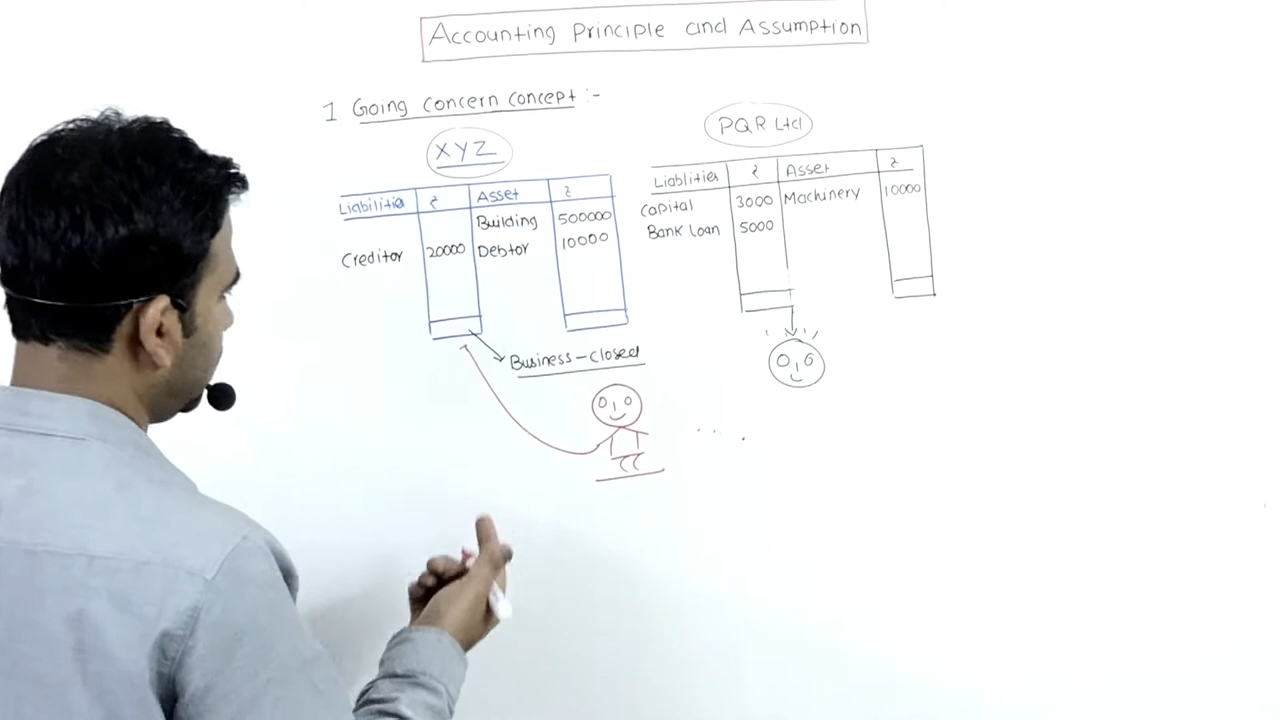 Accounting Principle and Assumption
1 Going Concern Concept :-
XYZ
Liabilities ₹ Asset ₹
Building 500000
Creditor 20000 Debtor 10000
Business - closed
PQR Ltd
Liablities ₹ Asset ₹
Capital 3000 Machinery 10000
Bank Loan 5000